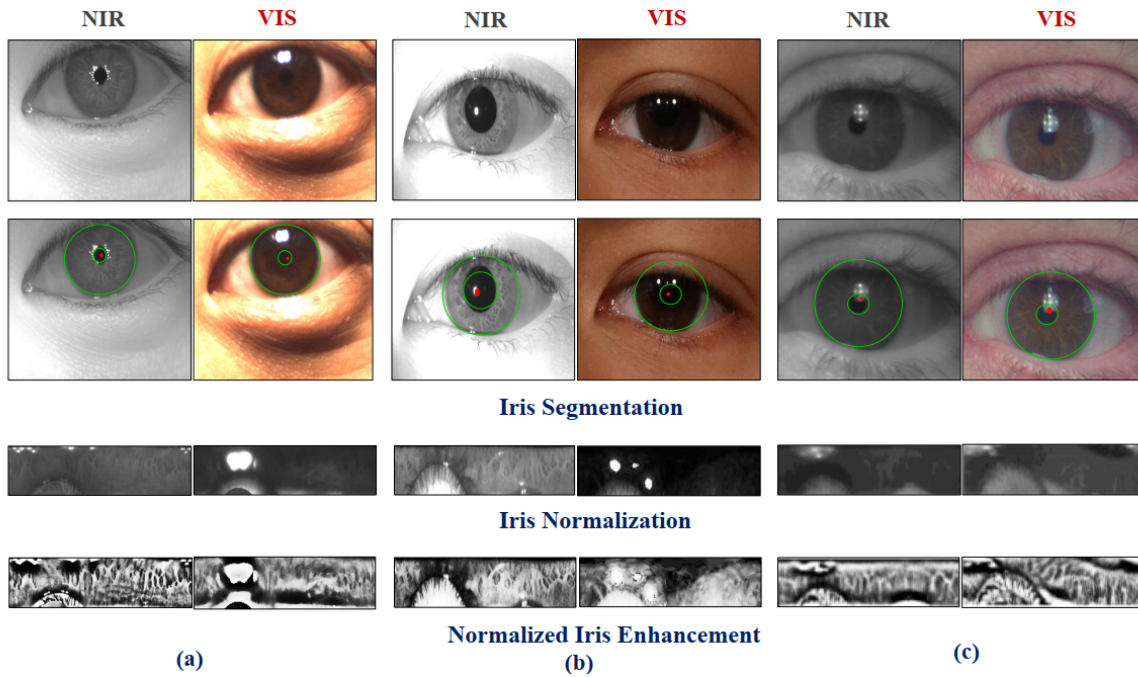 NIR VIS NIR VIS NIR VIS
Iris Segmentation
Iris Normalization
Normalized Iris Enhancement
(a) (b) (c)